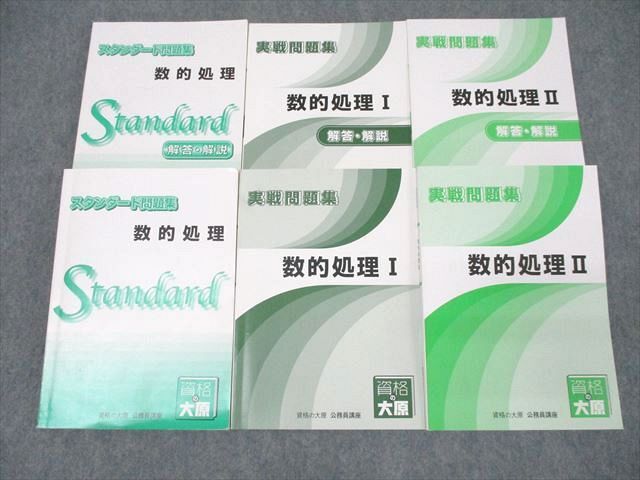 スタンダード問題集
数的処理
Standard
解答・解説
実戦問題集
数的処理Ⅰ
解答・解説
実戦問題集
数的処理Ⅱ
解答・解説
スタンダード問題集
数的処理
Standard
資格の大原
資格の大原 公務員講座
実戦問題集
数的処理Ⅰ
資格の大原
資格の大原 公務員講座
実戦問題集
数的処理Ⅱ
資格の大原
資格の大原 公務員講座